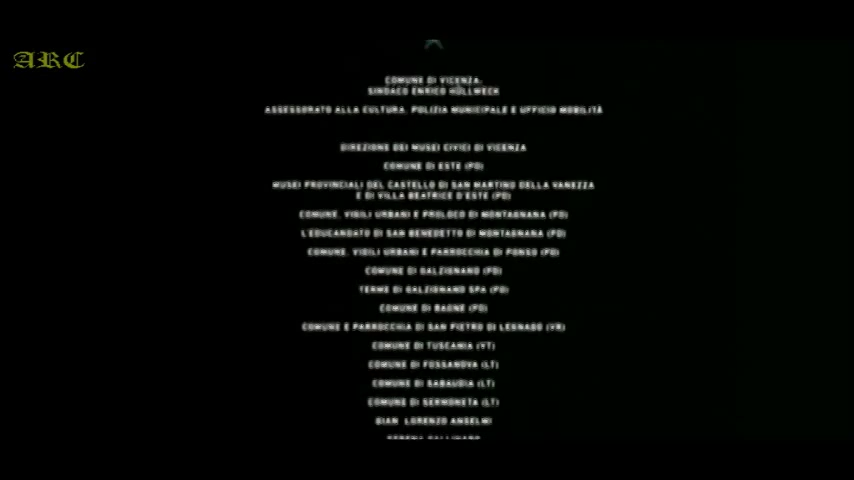 ARC
COMUNE DI VICENZA:
SINDACO ENRICO HÜLLWECK
ASSESSORATO ALLA CULTURA, POLIZIA MUNICIPALE E UFFICIO MOBILITÀ
DIREZIONE DEI MUSEI CIVICI DI VICENZA
COMUNE DI ESTE (PD)
MUSEI PROVINCIALI DEL CASTELLO DI SAN MARTINO DELLA VANEZZA
E DI VILLA BEATRICE D'ESTE (PD)
COMUNE, VIGILI URBANI E PROLOCO DI MONTAGNANA (PD)
L'EDUCANDATO DI SAN BENEDETTO DI MONTAGNANA (PD)
COMUNE, VIGILI URBANI E PARROCCHIA DI PONSO (PD)
COMUNE DI GALZIGNANO (PD)
TERME DI GALZIGNANO SPA (PD)
COMUNE DI BAONE (PD)
COMUNE E PARROCCHIA DI SAN PIETRO DI LEGNAGO (VR)
COMUNE DI TUSCANIA (VT)
COMUNE DI FOSSANOVA (LT)
COMUNE DI SABAUDIA (LT)
COMUNE DI SERMONETA (LT)
GIAN LORENZO ANSELMI